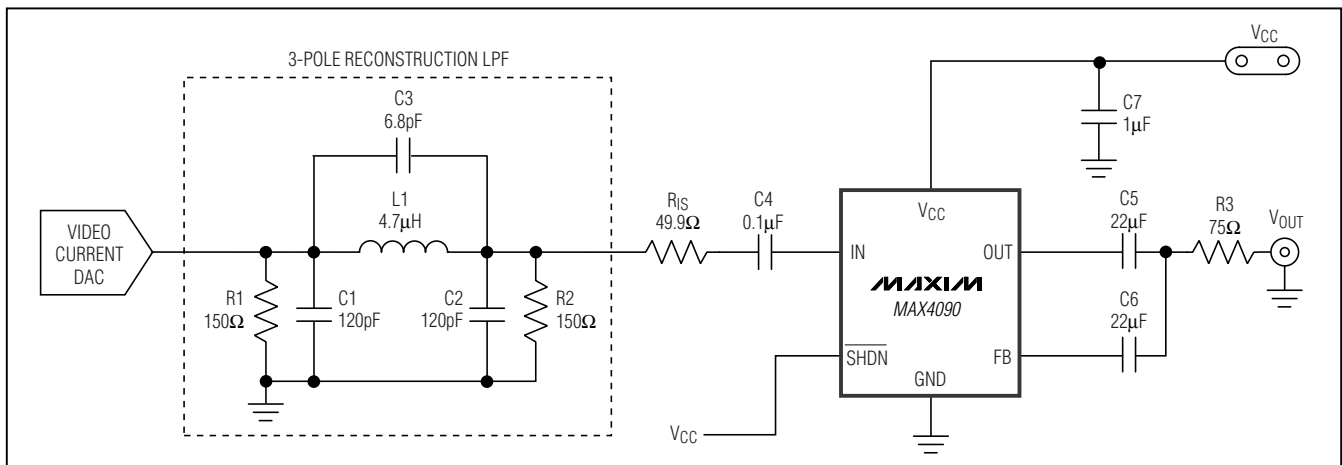 3-POLE RECONSTRUCTION LPF
VCC
C3
6.8pF
C7
1µF
L1
4.7µH
RIS
49.9Ω
C4
0.1µF
VCC
C5
22µF
R3
75Ω
VOUT
VIDEO
CURRENT
DAC
IN
OUT
MAXIM
MAX4090
R1
150Ω
C1
120pF
C2
120pF
R2
150Ω
C6
22µF
SHDN
FB
GND
VCC